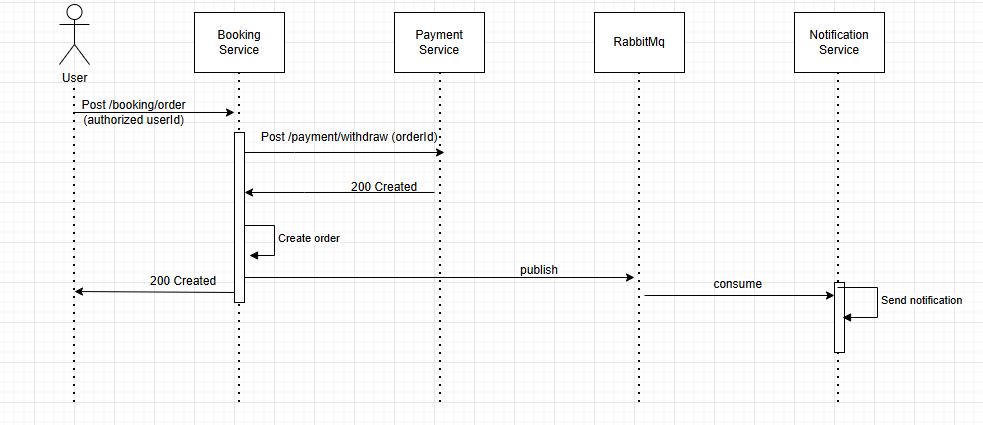 Booking
Service
Payment
Service
RabbitMq
Notification
Service
User
Post /booking/order
(authorized userId)
Post /payment/withdraw (orderId)
200 Created
Create order
publish
200 Created
consume
Send notification